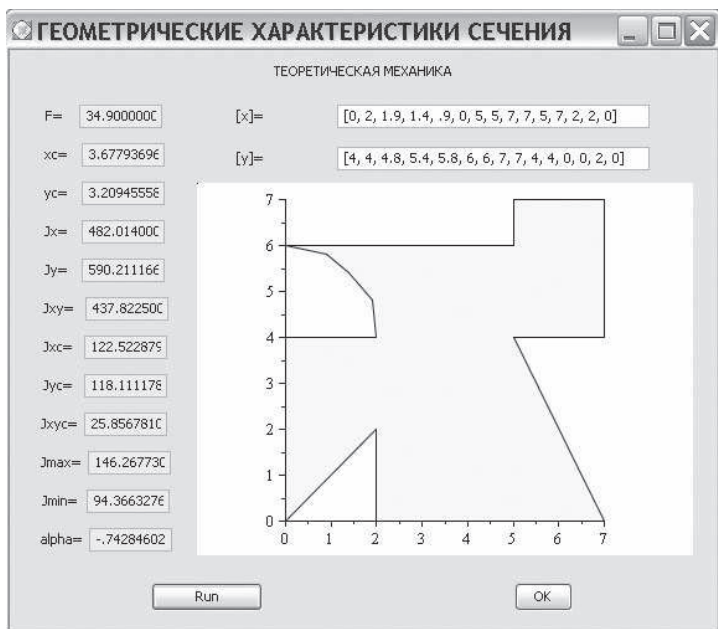 ГЕОМЕТРИЧЕСКИЕ ХАРАКТЕРИСТИКИ СЕЧЕНИЯ
ТЕОРЕТИЧЕСКАЯ МЕХАНИКА
F= 34.9000000
[x]= [0, 2, 1.9, 1.4, .9, 0, 5, 5, 7, 7, 5, 7, 2, 2, 0]
xc= 3.6779369
[y]= [4, 4, 4.8, 5.4, 5.8, 6, 6, 7, 7, 4, 4, 0, 0, 2, 0]
yc= 3.2094555
Jx= 482.01400
Jy= 590.21116
Jxy= 437.82250
Jxc= 122.52287
Jyc= 118.11117
Jxyc= 25.856781
Jmax= 146.26773
Jmin= 94.366327
alpha= -.74284602
7
6
5
4
3
2
1
0
0 1 2 3 4 5 6 7
Run OK